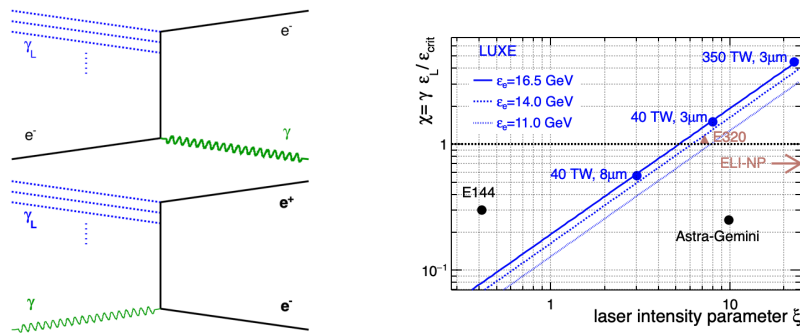 γL
e-
e-
γ
γL
e+
γ
e-
χ= γ εL / εcrit
LUXE
εe=16.5 GeV
εe=14.0 GeV
εe=11.0 GeV
350 TW, 3μm
40 TW, 3μm
E320
1
ELI-NP
40 TW, 8μm
E144
Astra-Gemini
10−1
1
10
laser intensity parameter ξ